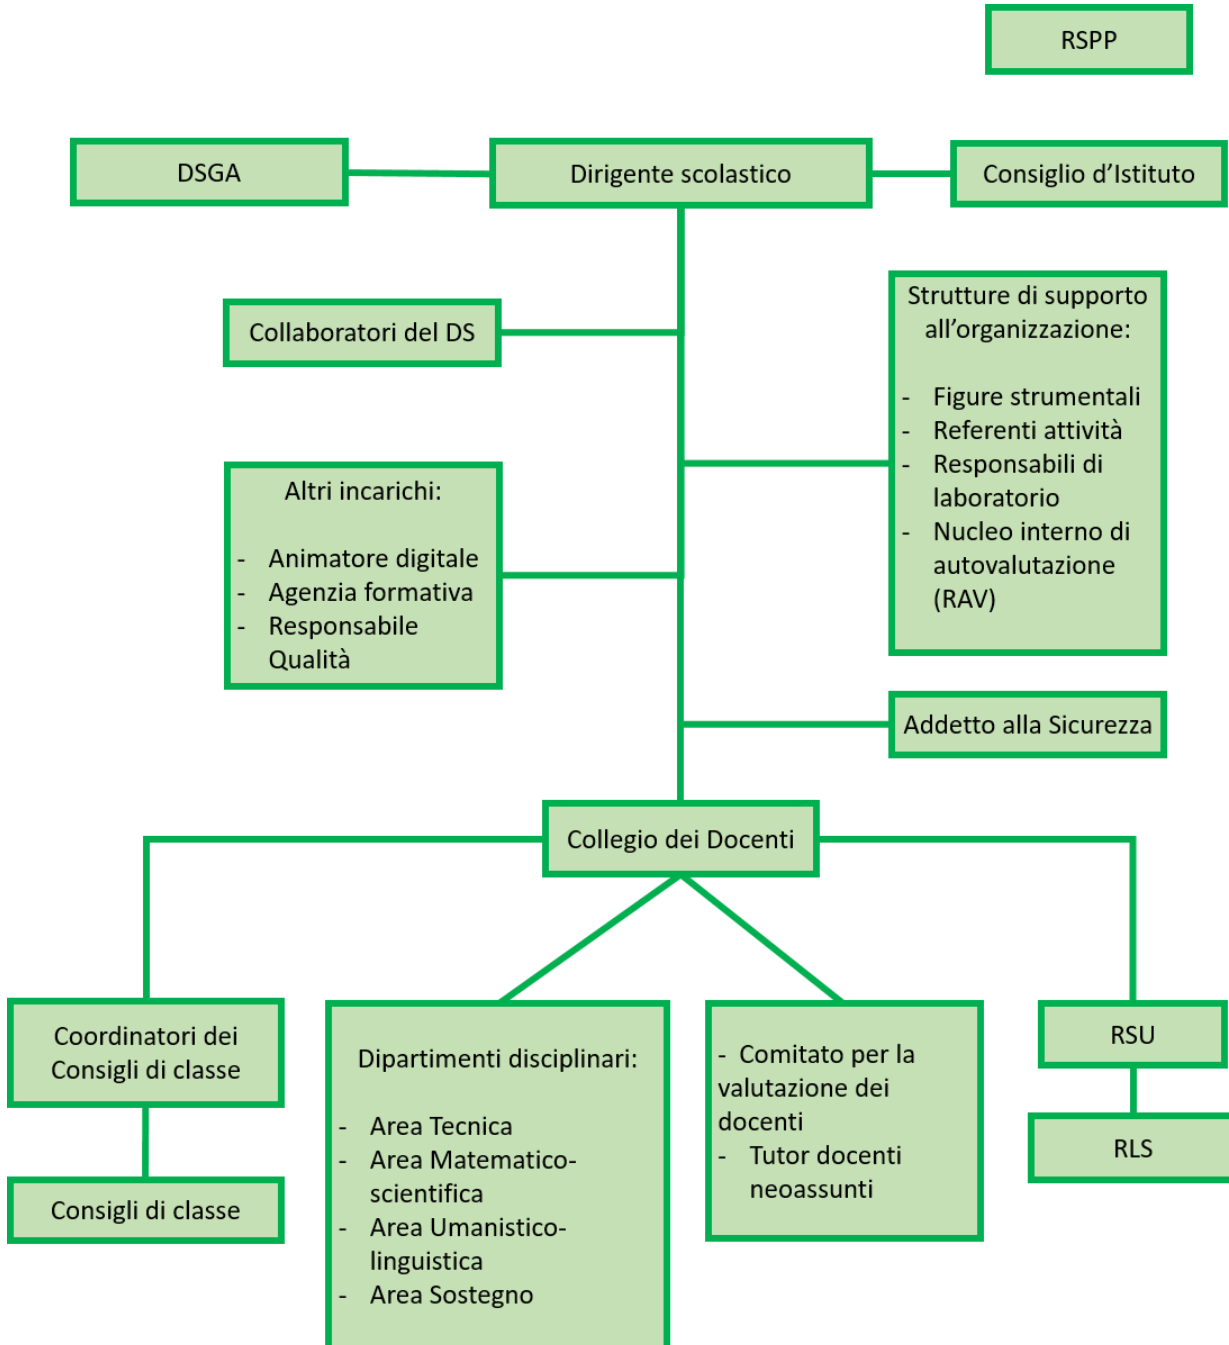 RSPP
DSGA
Dirigente scolastico
Consiglio d’Istituto
Collaboratori del DS
Strutture di supporto
all’organizzazione:
- Figure strumentali
- Referenti attività
- Responsabili di
laboratorio
- Nucleo interno di
autovalutazione
(RAV)
Altri incarichi:
- Animatore digitale
- Agenzia formativa
- Responsabile
Qualità
Addetto alla Sicurezza
Collegio dei Docenti
Coordinatori dei
Consigli di classe
Consigli di classe
Dipartimenti disciplinari:
- Area Tecnica
- Area Matematico-
scientifica
- Area Umanistico-
linguistica
- Area Sostegno
- Comitato per la
valutazione dei
docenti
- Tutor docenti
neoassunti
RSU
RLS